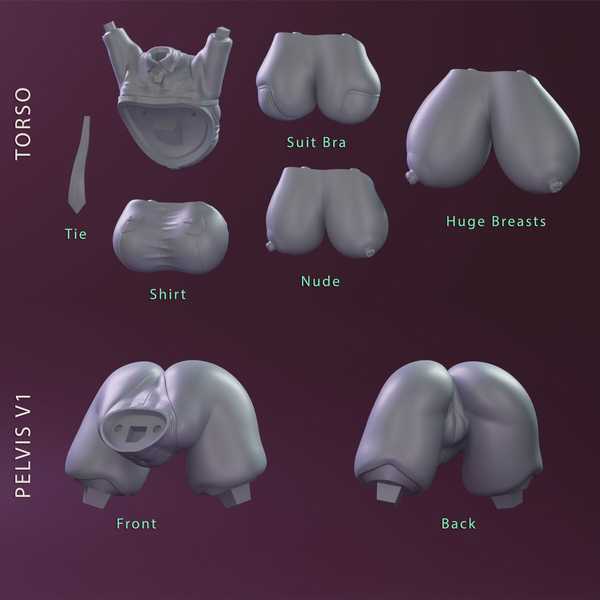 TORSO
Suit Bra
Huge Breasts
Tie
Nude
Shirt
PELVIS V1
Front
Back